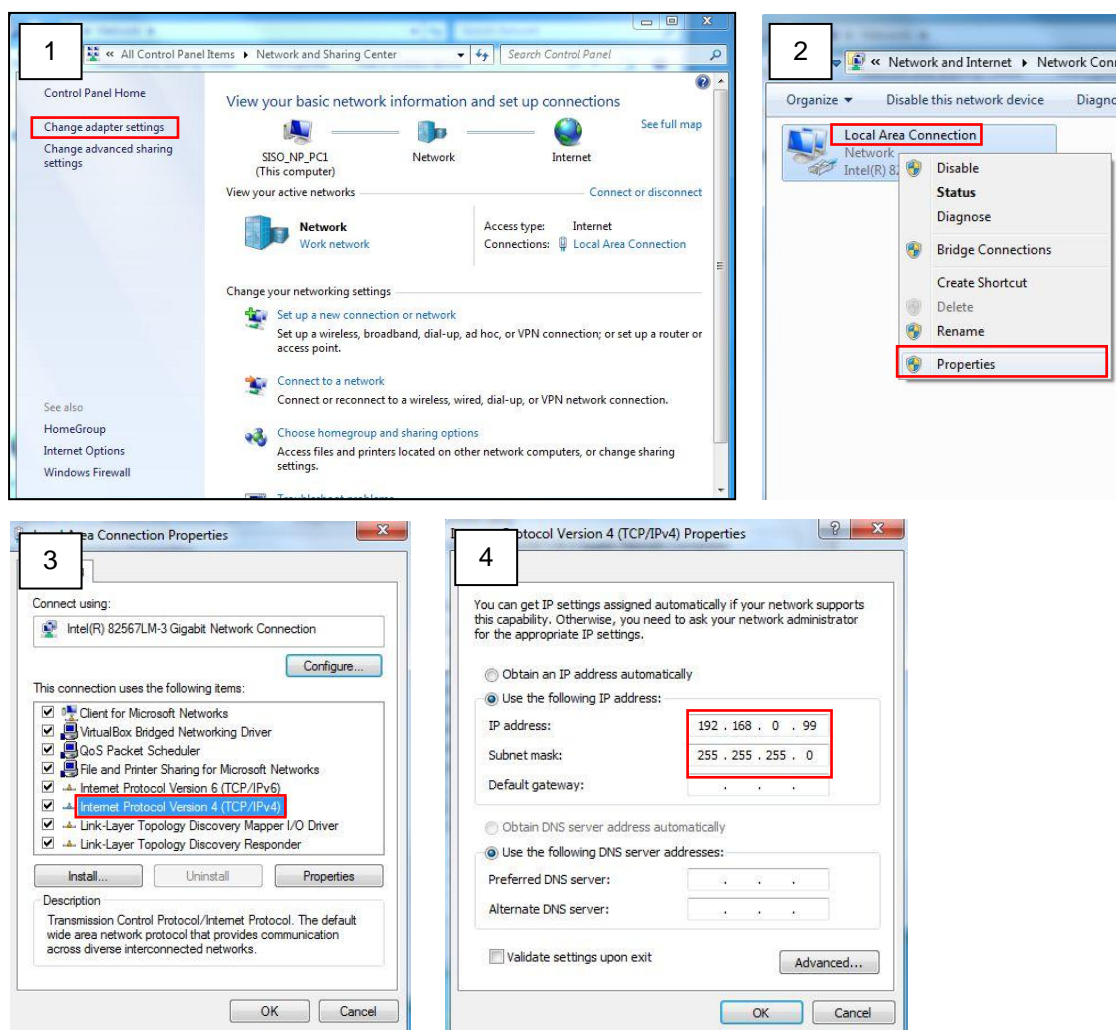 1
« All Control Panel Items ▸ Network and Sharing Center
Search Control Panel
Control Panel Home
Change adapter settings
Change advanced sharing
settings
See also
HomeGroup
Internet Options
Windows Firewall
View your basic network information and set up connections
See full map
SISO_NP_PC1
(This computer)
Network
Internet
View your active networks
Connect or disconnect
Network
Work network
Access type: Internet
Connections: Local Area Connection
Change your networking settings
Set up a new connection or network
Set up a wireless, broadband, dial-up, ad hoc, or VPN connection; or set up a router or
access point.
Connect to a network
Connect or reconnect to a wireless, wired, dial-up, or VPN network connection.
Choose homegroup and sharing options
Access files and printers located on other network computers, or change sharing
settings.
2
« Network and Internet ▸ Network Conn
Organize Disable this network device Diagno
Local Area Connection
Network
Intel(R) 82
Disable
Status
Diagnose
Bridge Connections
Create Shortcut
Delete
Rename
Properties
3
ea Connection Properties
Connect using:
Intel(R) 82567LM-3 Gigabit Network Connection
Configure...
This connection uses the following items:
Client for Microsoft Networks
VirtualBox Bridged Networking Driver
QoS Packet Scheduler
File and Printer Sharing for Microsoft Networks
Internet Protocol Version 6 (TCP/IPv6)
Internet Protocol Version 4 (TCP/IPv4)
Link-Layer Topology Discovery Mapper I/O Driver
Link-Layer Topology Discovery Responder
Install... Uninstall Properties
Description
Transmission Control Protocol/Internet Protocol. The default
wide area network protocol that provides communication
across diverse interconnected networks.
OK Cancel
4
otocol Version 4 (TCP/IPv4) Properties
You can get IP settings assigned automatically if your network supports
this capability. Otherwise, you need to ask your network administrator
for the appropriate IP settings.
Obtain an IP address automatically
Use the following IP address:
IP address: 192 . 168 . 0 . 99
Subnet mask: 255 . 255 . 255 . 0
Default gateway: . . .
Obtain DNS server address automatically
Use the following DNS server addresses:
Preferred DNS server: . . .
Alternate DNS server: . . .
Validate settings upon exit
Advanced...
OK Cancel